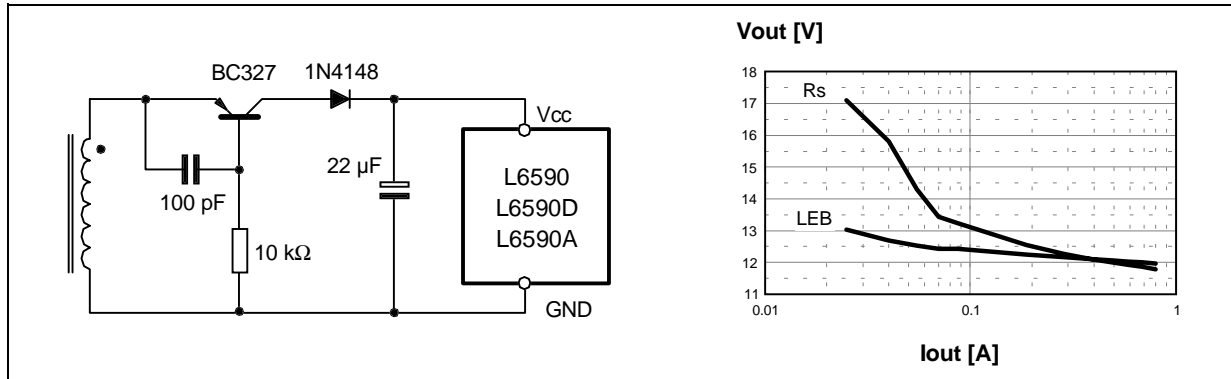 BC327
1N4148
Vcc
22 µF
100 pF
10 kΩ
L6590
L6590D
L6590A
GND
Vout [V]
18
17
16
15
14
13
12
11
Rs
LEB
0.01
0.1
1
Iout [A]